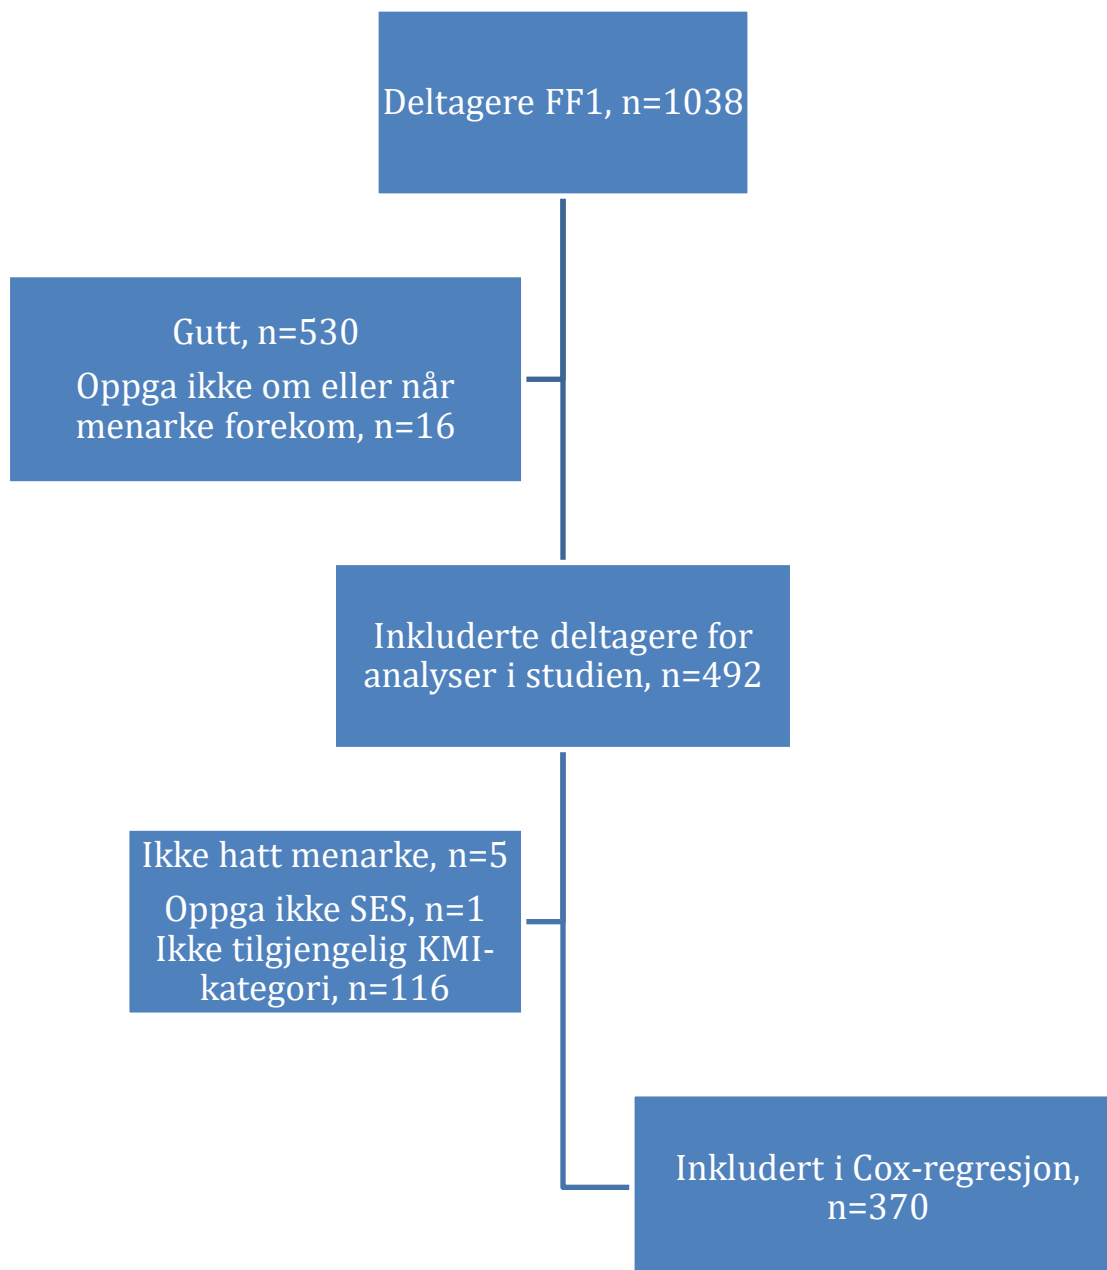 Deltagere FF1, n=1038
Gutt, n=530
Oppga ikke om eller når
menarke forekom, n=16
Inkluderte deltagere for
analyser i studien, n=492
Ikke hatt menarke, n=5
Oppga ikke SES, n=1
Ikke tilgjengelig KMI-
kategori, n=116
Inkludert i Cox-regresjon,
n=370